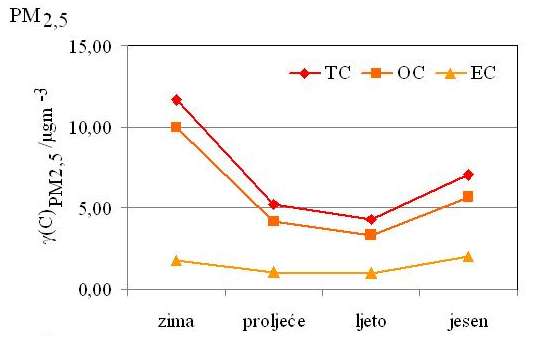 PM2,5
15,00
TC OC EC
10,00
5,00
0,00
γ(C)PM2,5 /μgm -3
zima proljeće ljeto jesen